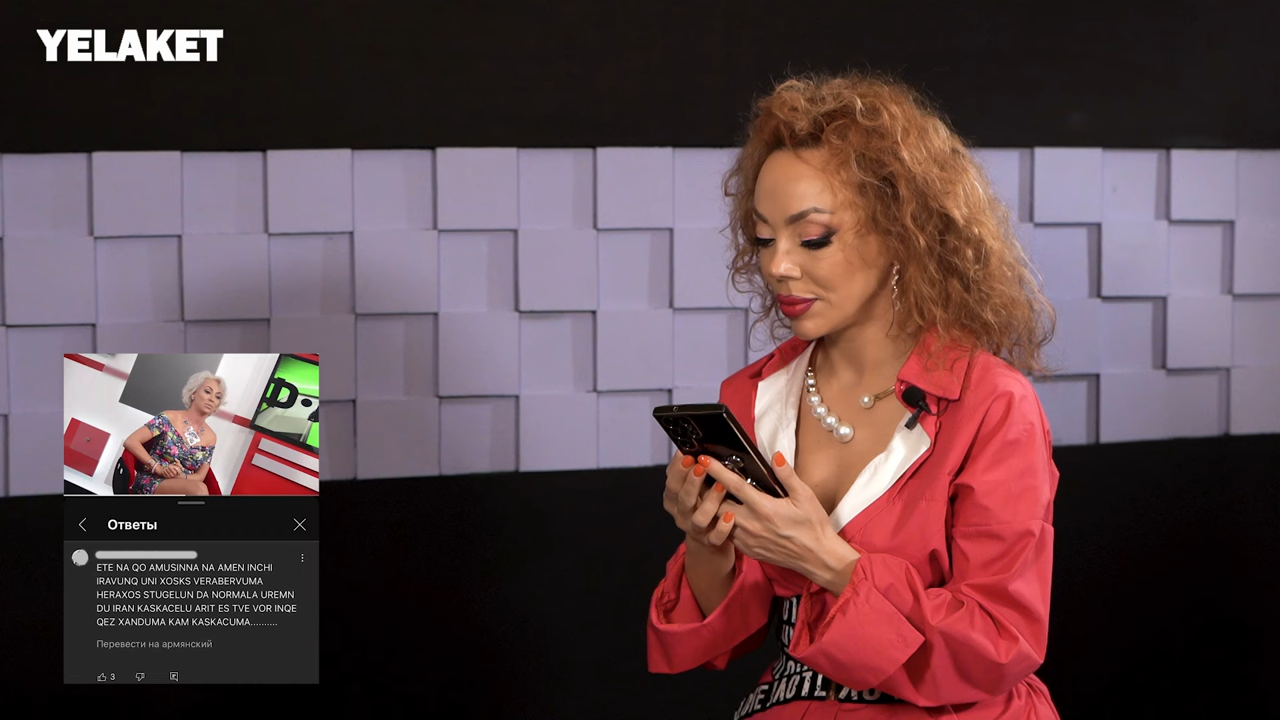 YELAKET
Ответы
ETE NA QO AMUSINNA NA AMEN INCHI
IRAVUNQ UNI XOSKS VERABERVUMA
HERAXOS STUGELUN DA NORMALA UREMN
DU IRAN KASKACELU ARIT ES TVE VOR INQE
QEZ XANDUMA KAM KASKACUMA..........
Перевести на армянский
3